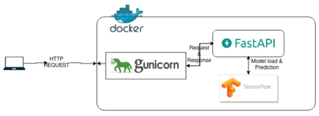 docker
HTTP
REQUEST
gunicorn
Request
&
Response
FastAPI
Model load &
Prediction
TensorFlow